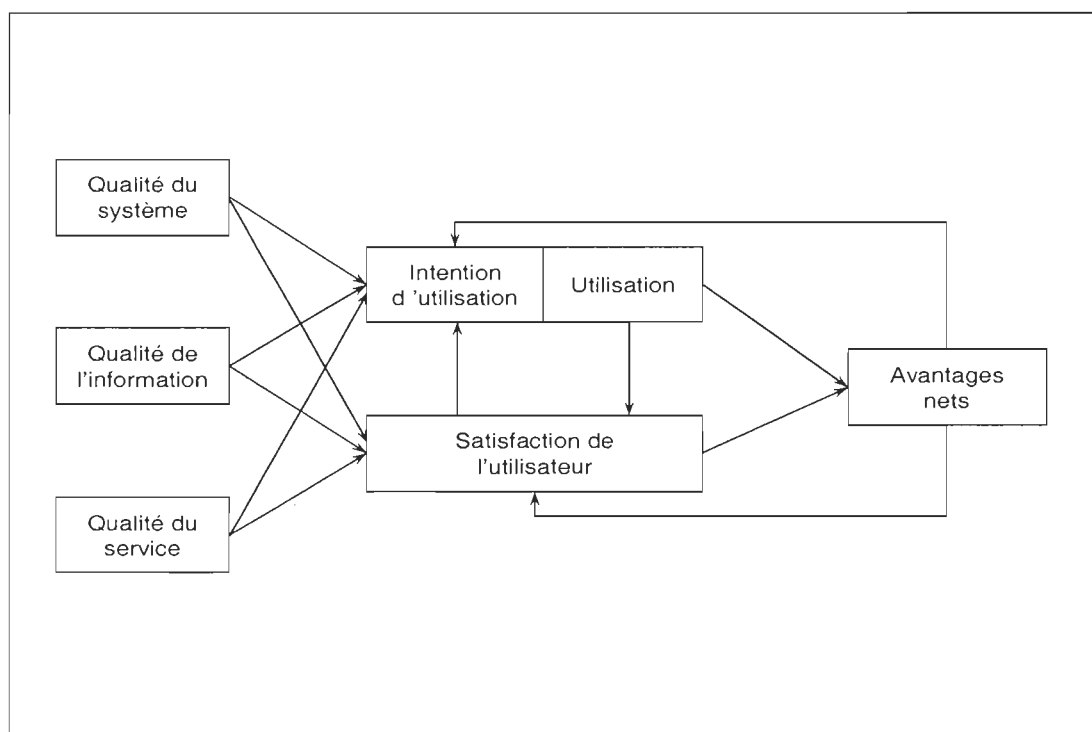 Qualité du
système
Qualité de
l'information
Qualité du
service
Intention
d 'utilisation
Utilisation
Satisfaction de
l'utilisateur
Avantages
nets